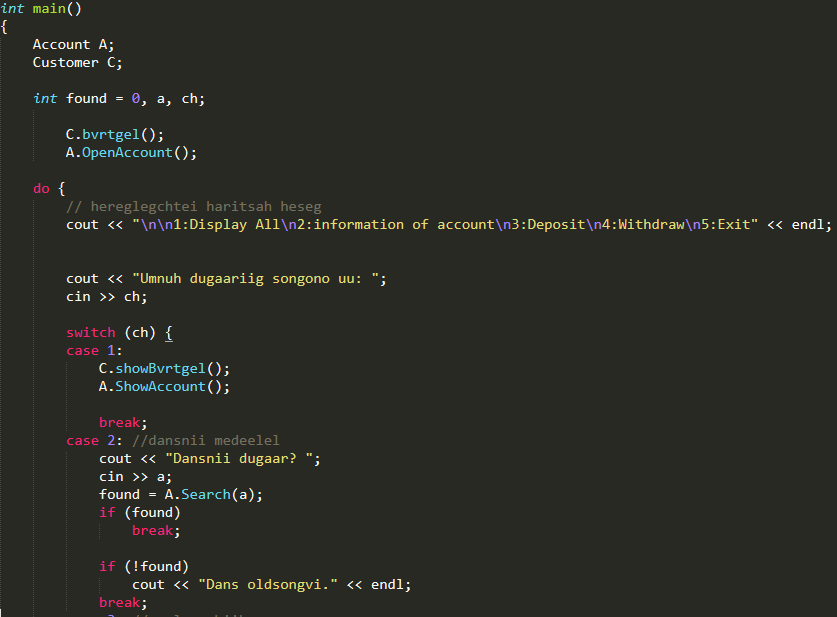 int main()
{
    Account A;
    Customer C;

    int found = 0, a, ch;

        C.bvrtgel();
        A.OpenAccount();

    do {
        // hereglegchtei haritsah heseg
        cout << "\n\n1:Display All\n2:information of account\n3:Deposit\n4:Withdraw\n5:Exit" << endl;


        cout << "Umnuh dugaariig songono uu: ";
        cin >> ch;

        switch (ch) {
        case 1:
            C.showBvrtgel();
            A.ShowAccount();

            break;
        case 2: //dansnii medeelel
            cout << "Dansnii dugaar? ";
            cin >> a;
            found = A.Search(a);
            if (found)
                break;

            if (!found)
                cout << "Dans oldsongvi." << endl;
            break;